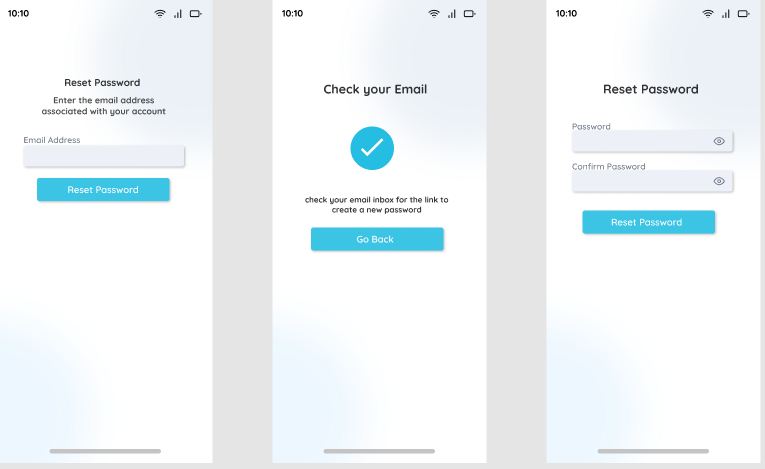 10:10
Reset Password
Enter the email address
associated with your account
Email Address
Reset Password
10:10
Check your Email
check your email inbox for the link to
create a new password
Go Back
10:10
Reset Password
Password
Confirm Password
Reset Password